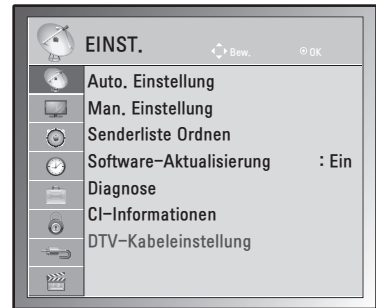 EINST.
Bew. OK
Auto. Einstellung
Man. Einstellung
Senderliste Ordnen
Software-Aktualisierung : Ein
Diagnose
CI-Informationen
DTV-Kabeleinstellung